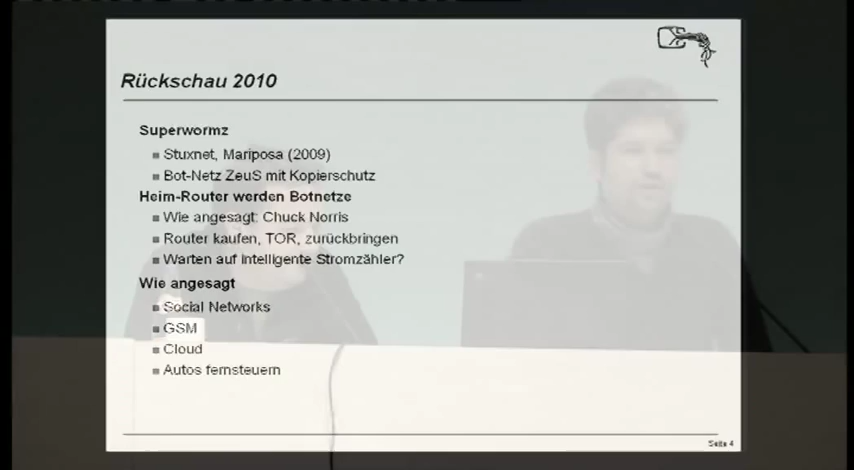 Rückschau 2010
Superwormz
Stuxnet, Mariposa (2009)
Bot-Netz ZeuS mit Kopierschutz
Heim-Router werden Botnetze
Wie angesagt: Chuck Norris
Router kaufen, TOR, zurückbringen
Warten auf intelligente Stromzähler?
Wie angesagt
Social Networks
GSM
Cloud
Autos fernsteuern
Seite 4